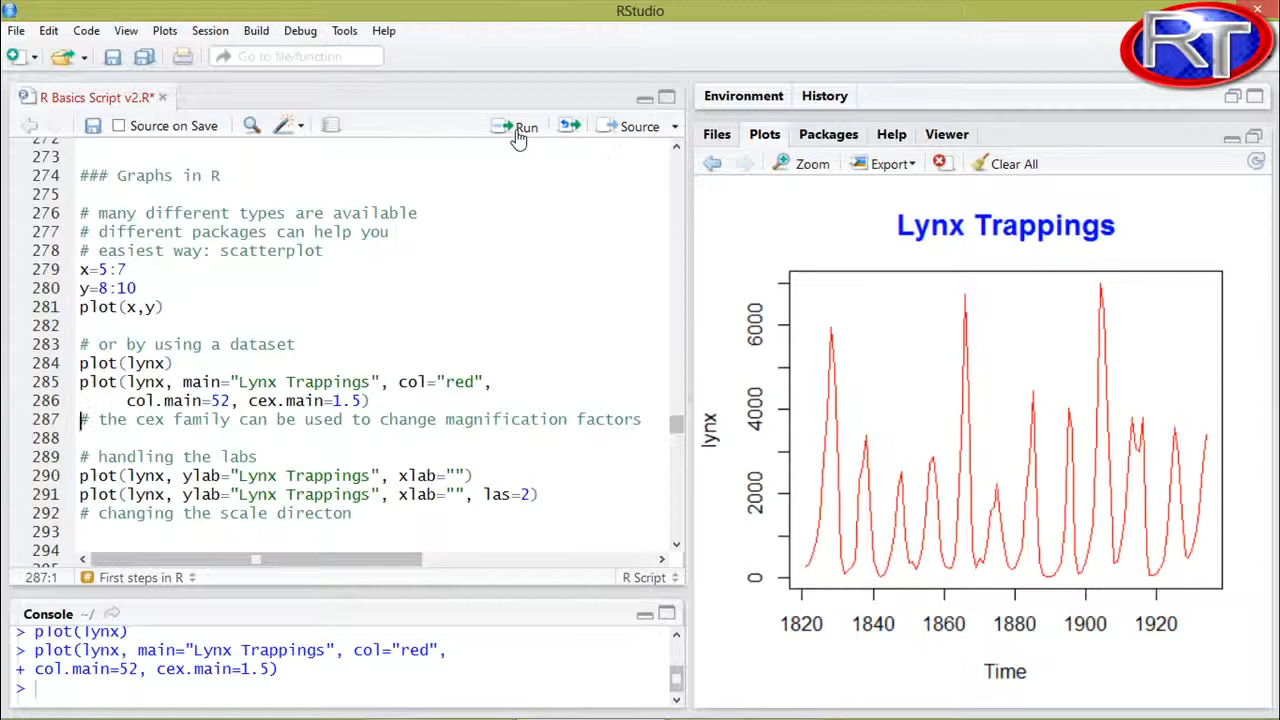 RStudio
RT
File Edit Code View Plots Session Build Debug Tools Help
Go to file/function
R Basics Script v2.R*
Source on Save
Run
Source
272
273
274 ### Graphs in R
275
276 # many different types are available
277 # different packages can help you
278 # easiest way: scatterplot
279 x=5:7
280 y=8:10
281 plot(x,y)
282
283 # or by using a dataset
284 plot(lynx)
285 plot(lynx, main="Lynx Trappings", col="red",
286 col.main=52, cex.main=1.5)
287 # the cex family can be used to change magnification factors
288
289 # handling the labs
290 plot(lynx, ylab="Lynx Trappings", xlab="")
291 plot(lynx, ylab="Lynx Trappings", xlab="", las=2)
292 # changing the scale directon
293
294
287:1 First steps in R R Script
Console ~/
> plot(lynx)
> plot(lynx, main="Lynx Trappings", col="red",
+ col.main=52, cex.main=1.5)
>
Environment History
Files Plots Packages Help Viewer
Zoom Export Clear All
Lynx Trappings
lynx
6000
4000
2000
0
1820 1840 1860 1880 1900 1920
Time